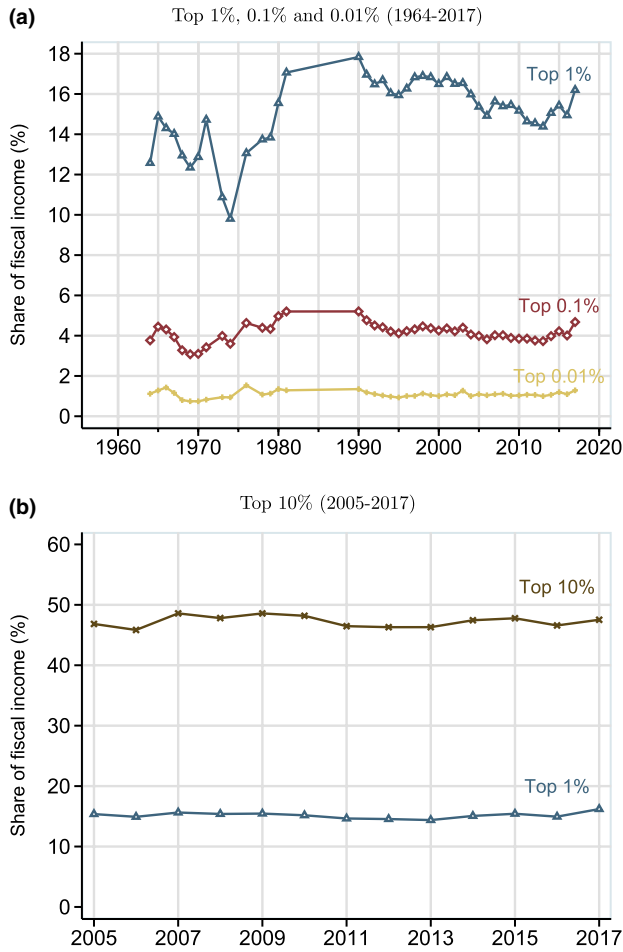 (a)
Top 1%, 0.1% and 0.01% (1964-2017)
Share of fiscal income (%)
18
16
14
12
10
8
6
4
2
0
Top 1%
Top 0.1%
Top 0.01%
1960 1970 1980 1990 2000 2010 2020
(b)
Top 10% (2005-2017)
Share of fiscal income (%)
60
50
40
30
20
10
0
Top 10%
Top 1%
2005 2007 2009 2011 2013 2015 2017